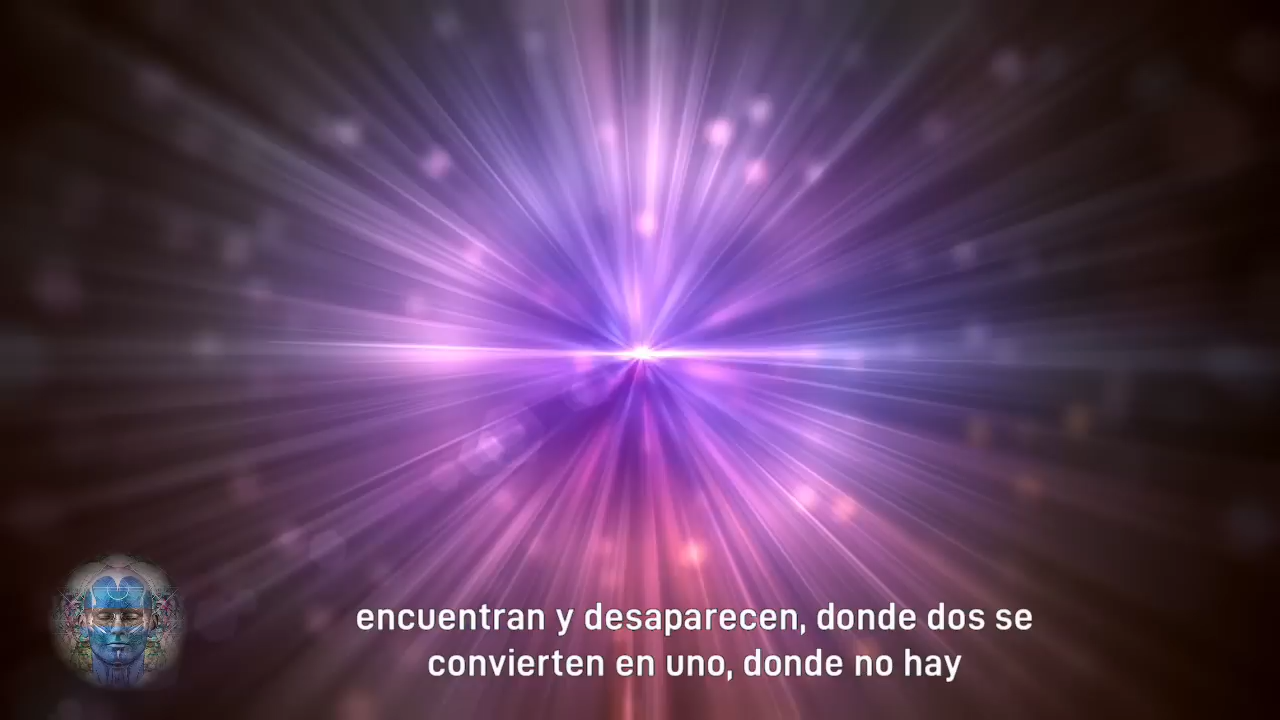 encuentran y desaparecen, donde dos se
convierten en uno, donde no hay